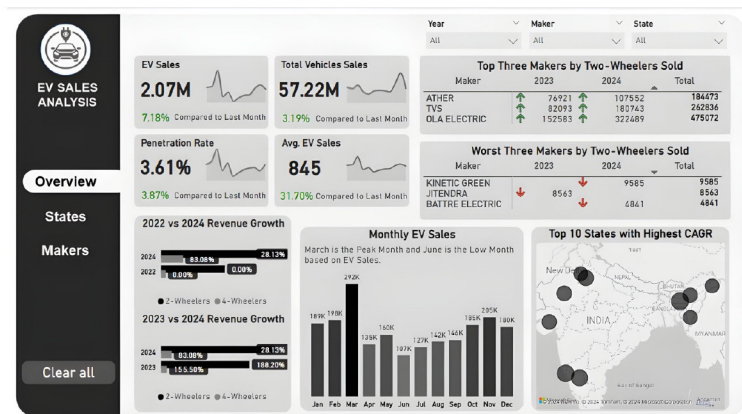 EV SALES
ANALYSIS
Overview
States
Makers
Clear all
Year Maker State
All All All
EV Sales
2.07M
7.18% Compared to Last Month
Total Vehicles Sales
57.22M
3.19% Compared to Last Month
Penetration Rate
3.61%
3.87% Compared to Last Month
Avg. EV Sales
845
31.70% Compared to Last Month
Top Three Makers by Two-Wheelers Sold
Maker 2023 2024 Total
ATHER 76921 107552 184473
TVS 82093 180743 262836
OLA ELECTRIC 152583 322489 475072
Worst Three Makers by Two-Wheelers Sold
Maker 2023 2024 Total
KINETIC GREEN 9585 9585
JITENDRA 8563 8563
BATTRE ELECTRIC 4841 4841
2022 vs 2024 Revenue Growth
2024 83.08% 28.13%
2022 0.00% 0.00%
2-Wheelers 4-Wheelers
2023 vs 2024 Revenue Growth
2024 83.08% 28.13%
2023 155.50% 188.20%
2-Wheelers 4-Wheelers
Monthly EV Sales
March is the Peak Month and June is the Low Month
based on EV Sales.
189K 198K 292K 138K 160K 107K 127K 142K 146K 185K 205K 180K
Jan Feb Mar Apr May Jun Jul Aug Sep Oct Nov Dec
Top 10 States with Highest CAGR
New De
NEPAL
BHUTAN
INDIA
MYANMAR
Bay of Bengal